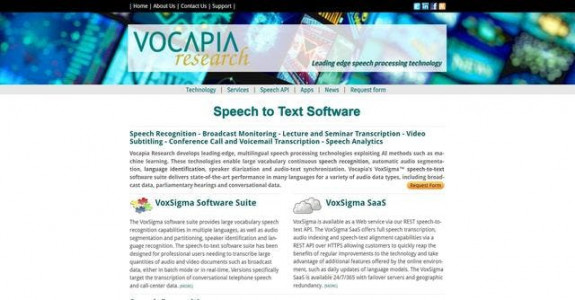 | Home | About Us | Contact Us | Support |
VOCAPIA
research
Leading edge speech processing technology
Technology | Services | Speech API | Apps | News | Request form
Speech to Text Software
Speech Recognition - Broadcast Monitoring - Lecture and Seminar Transcription - Video
Subtitling - Conference Call and Voicemail Transcription - Speech Analytics
Vocapia Research develops leading-edge, multilingual speech processing technologies exploiting AI methods such as ma-
chine learning. These technologies enable large vocabulary continuous speech recognition, automatic audio segmenta-
tion, language identification, speaker diarization and audio-text synchronization. Vocapia's VoxSigma™ speech-to-text
software suite delivers state-of-the-art performance in many languages for a variety of audio data types, including broad-
cast data, parliamentary hearings and conversational data.
Request Form
VoxSigma Software Suite
The VoxSigma software suite provides large vocabulary speech
recognition capabilities in multiple languages, as well as audio
segmentation and partitioning, speaker identification and lan-
guage recognition. The speech-to-text software suite has been
designed for professional users needing to transcribe large
quantities of audio and video documents such as broadcast
data, either in batch mode or in real-time. Versions specifically
target the transcription of conversational telephone speech
and call-center data.
VoxSigma SaaS
VoxSigma is available as a Web service via our REST speech-to-
text API. The VoxSigma SaaS offers full speech transcription,
audio indexing and speech-text alignment capabilities via a
REST API over HTTPS allowing customers to quickly reap the
benefits of regular improvements to the technology and take
advantage of additional features offered by the online environ-
ment, such as daily updates of language models. The VoxSigma
SaaS is available 24/7/365 with failover servers and geographic
redundancy.